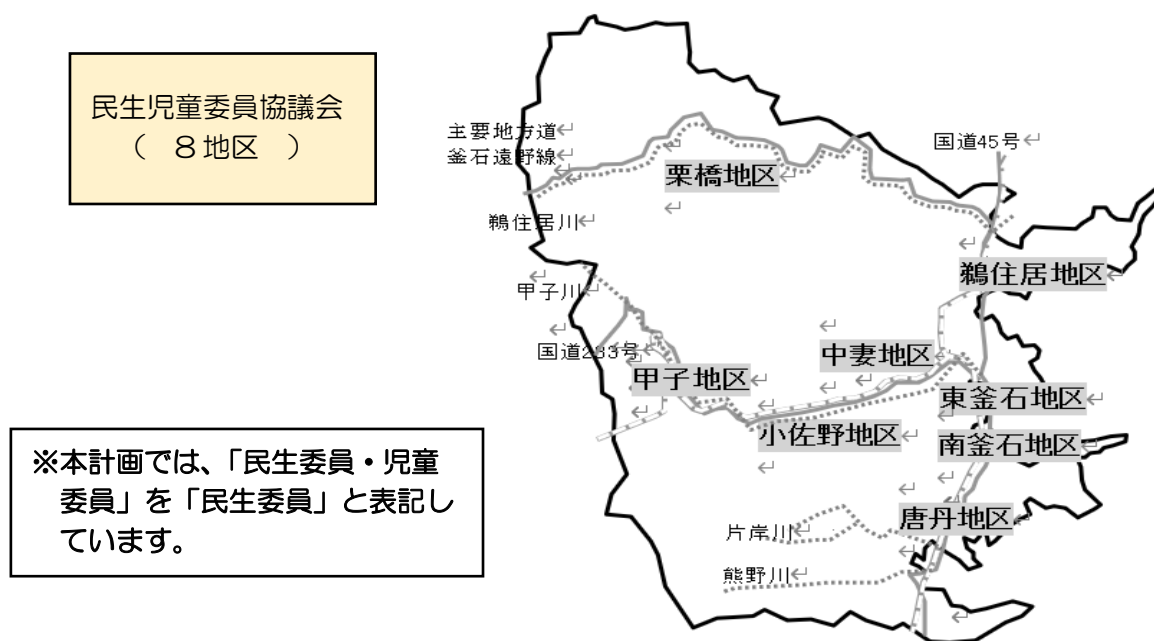 民生児童委員協議会
（　８地区　）
主要地方道
釜石遠野線
国道45号
栗橋地区
鵜住居川
鵜住居地区
甲子川
国道283号
中妻地区
甲子地区
東釜石地区
小佐野地区
南釜石地区
※本計画では、「民生委員・児童
委員」を「民生委員」と表記し
ています。
唐丹地区
片岸川
熊野川